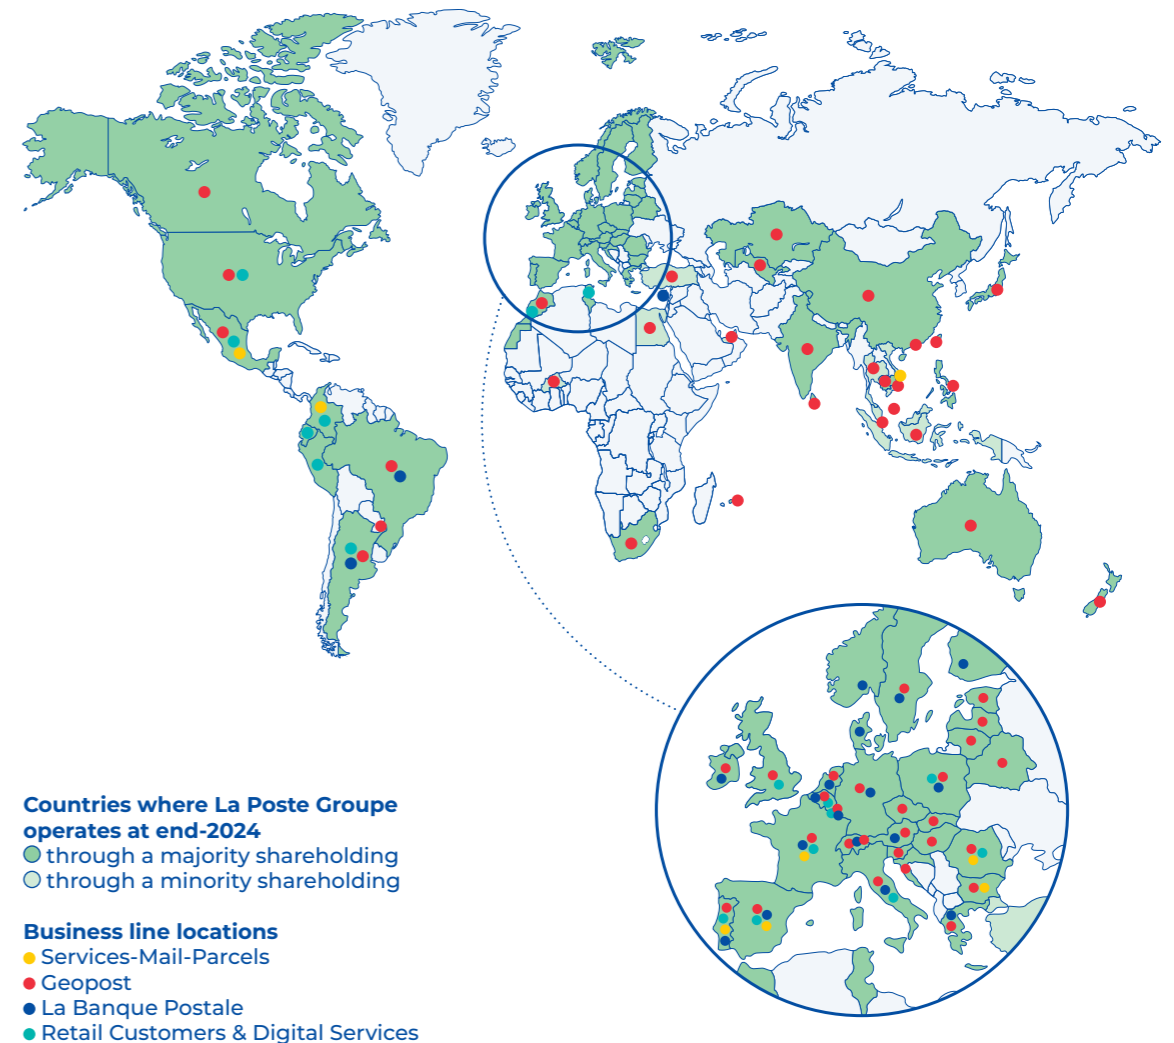 Countries where La Poste Groupe
operates at end-2024
through a majority shareholding
through a minority shareholding
Business line locations
Services-Mail-Parcels
Geopost
La Banque Postale
Retail Customers & Digital Services